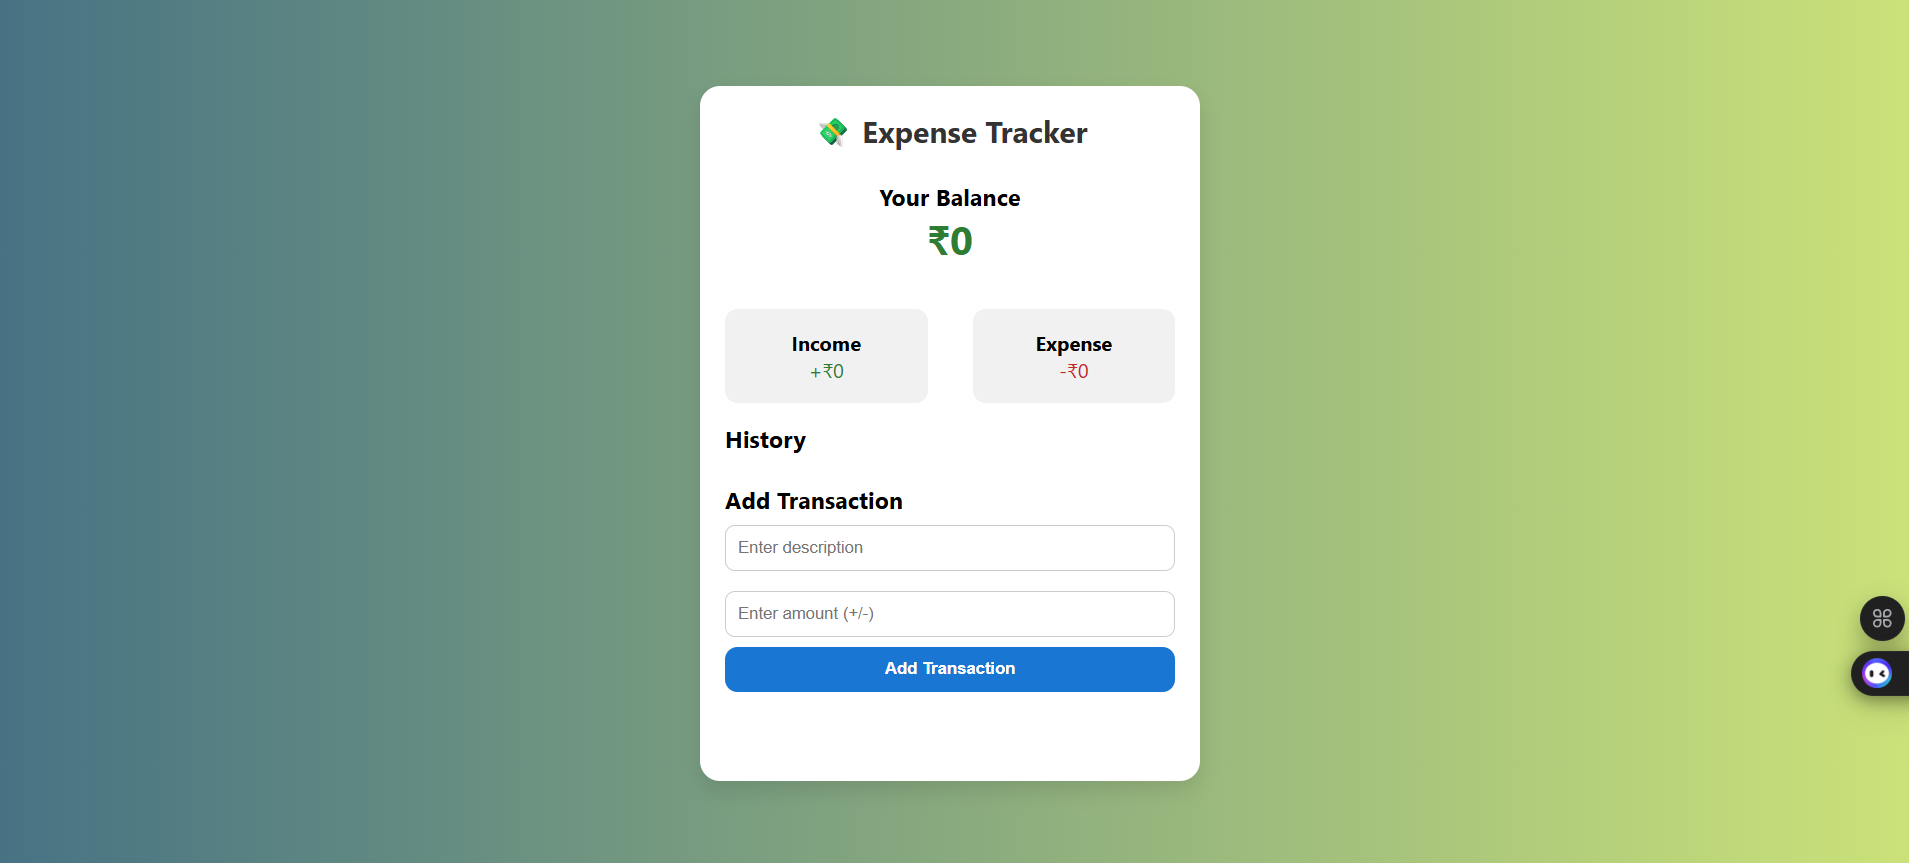 💸 Expense Tracker
Your Balance
₹0
Income
+₹0
Expense
-₹0
History
Add Transaction
Enter description
Enter amount (+/-)
Add Transaction